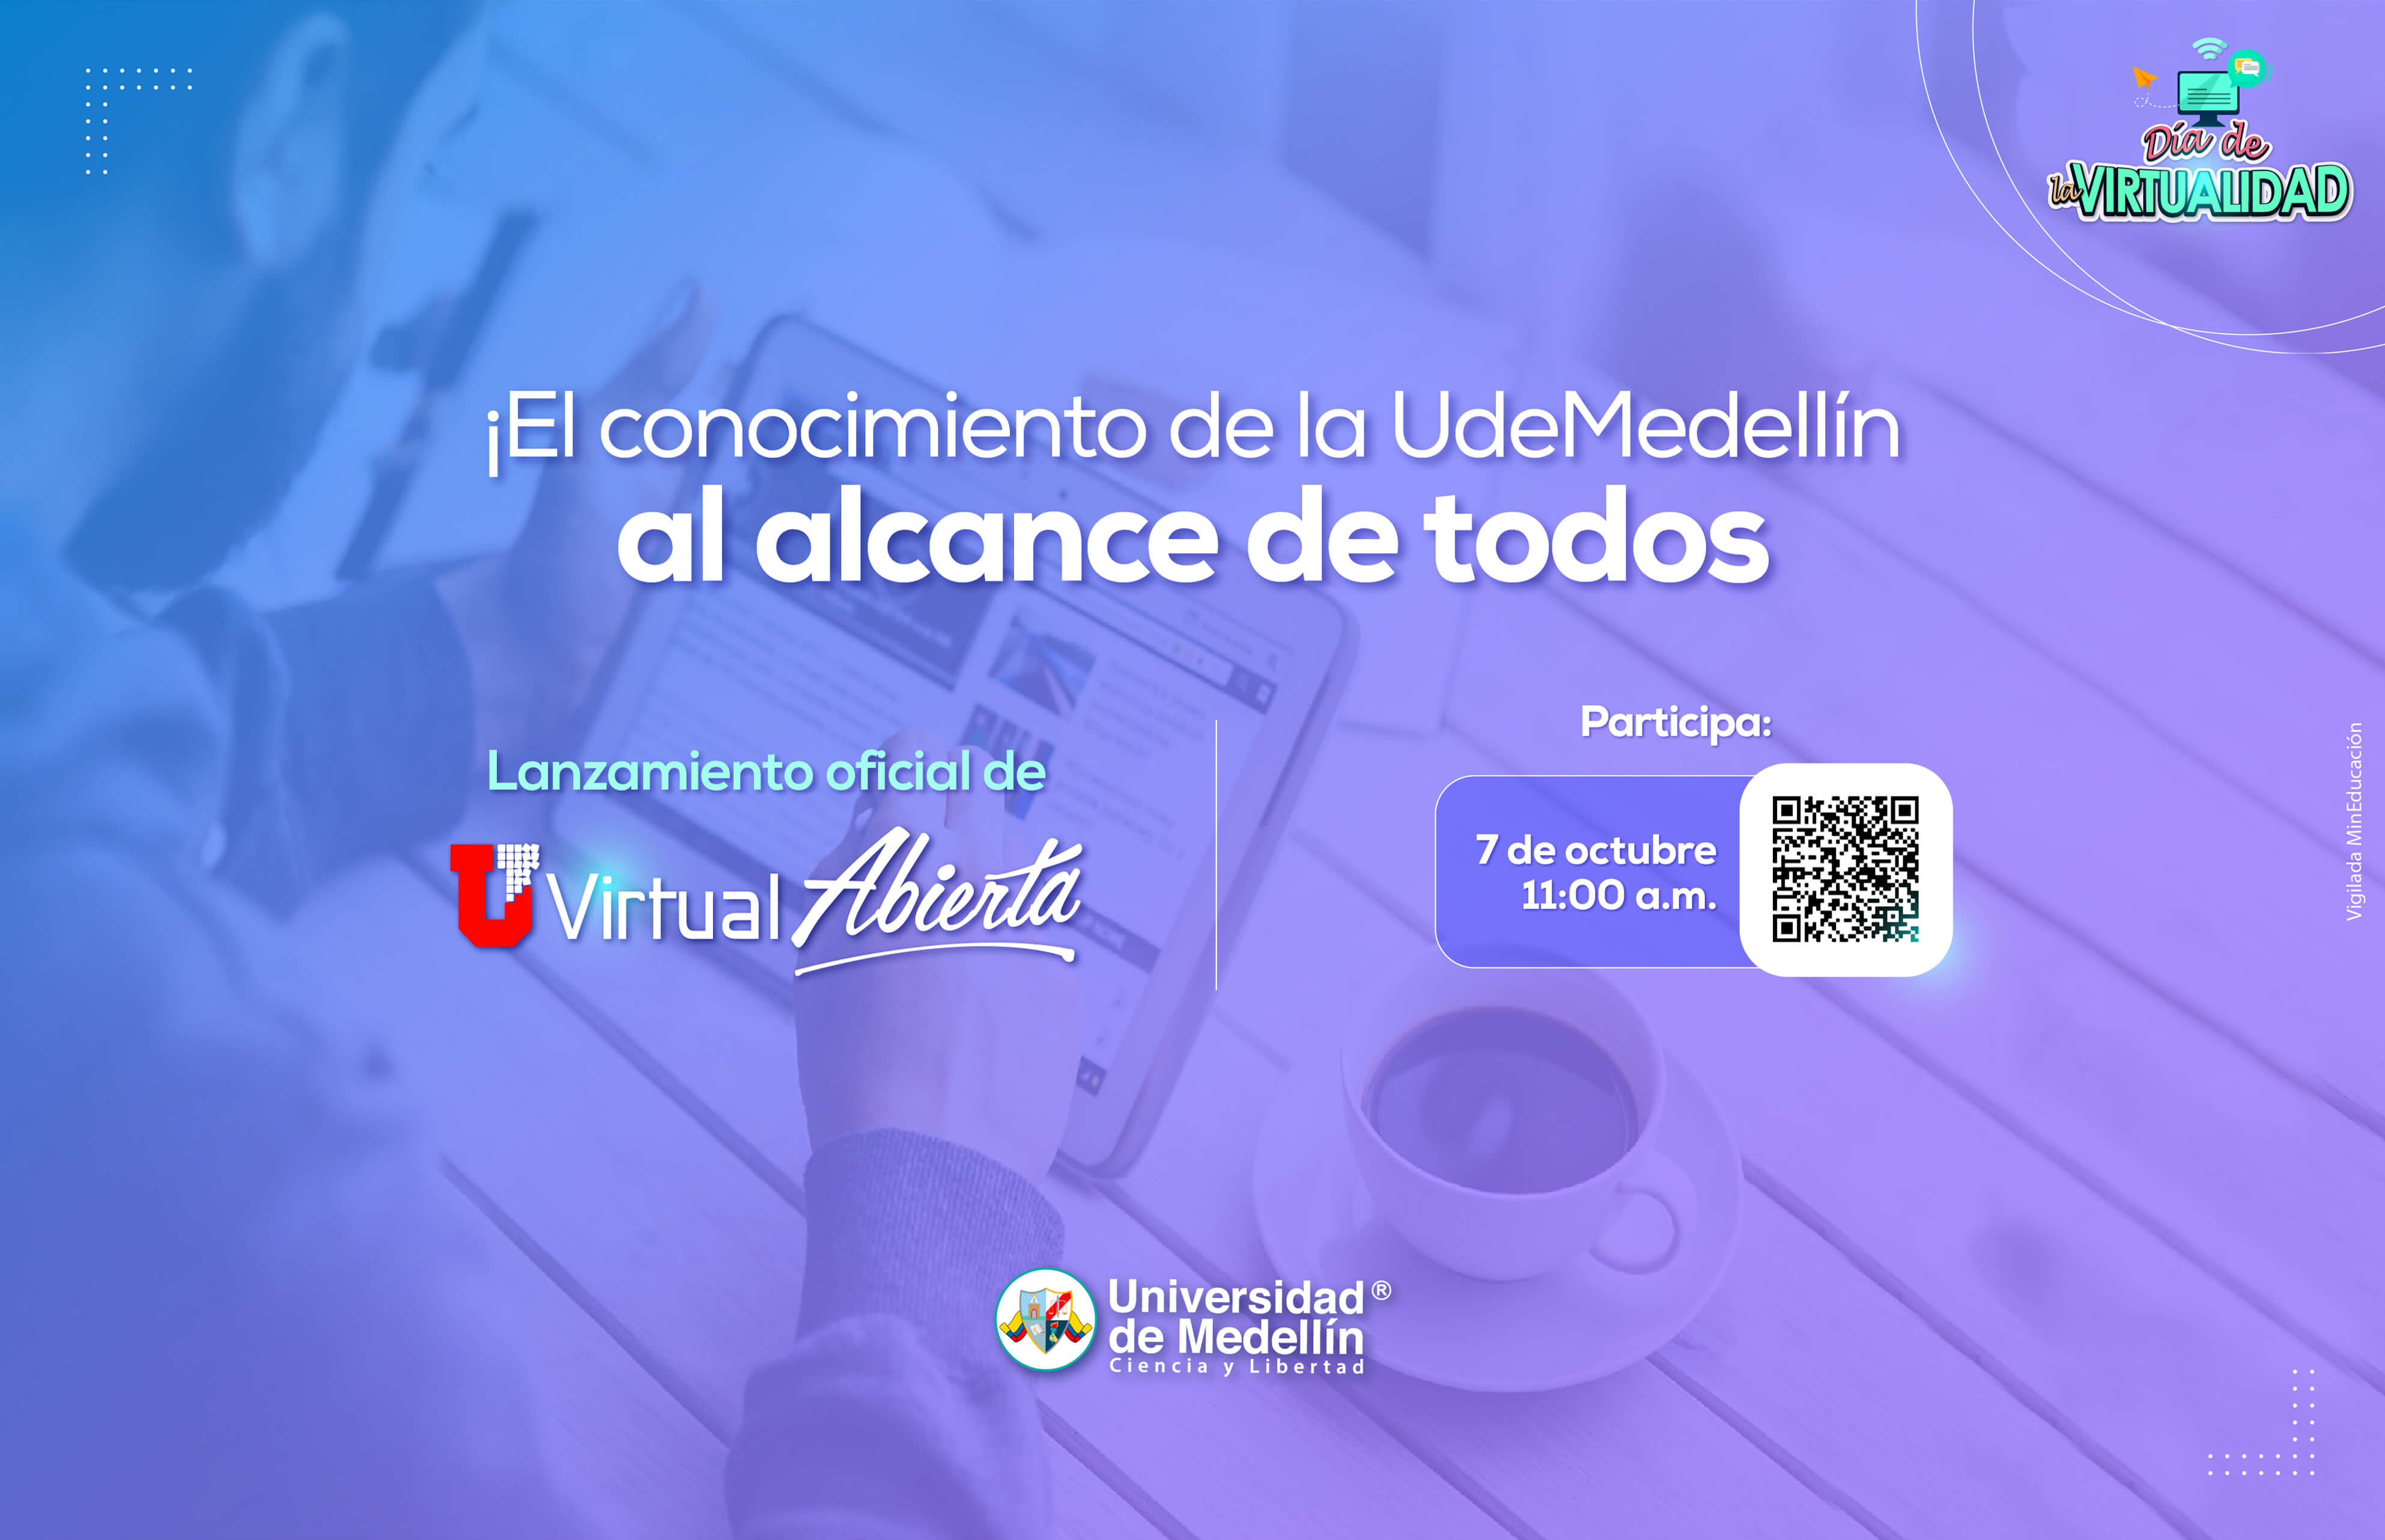 Día de
la VIRTUALIDAD
¡El conocimiento de la UdeMedellín
al alcance de todos
Lanzamiento oficial de
U Virtual Abierta
Participa:
7 de octubre
11:00 a.m.
Vigilada MinEducación
Universidad ®
de Medellín
Ciencia y Libertad